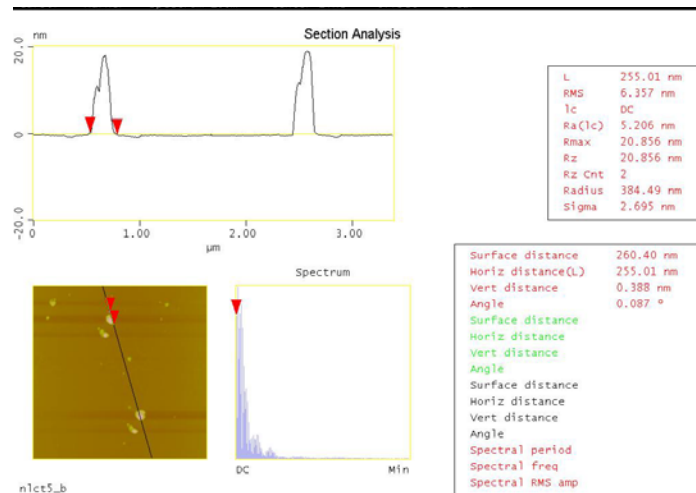 Section Analysis
nm
20.0
0
-20.0
0
1.00
2.00
3.00
µm
L 255.01 nm
RMS 6.357 nm
lc DC
Ra(lc) 5.206 nm
Rmax 20.856 nm
Rz 20.856 nm
Rz Cnt 2
Radius 384.49 nm
Sigma 2.695 nm
Spectrum
DC Min
Surface distance 260.40 nm
Horiz distance(L) 255.01 nm
Vert distance 0.388 nm
Angle 0.087 °
Surface distance
Horiz distance
Vert distance
Angle
Surface distance
Horiz distance
Vert distance
Angle
Spectral period
Spectral freq
Spectral RMS amp
nlct5_b